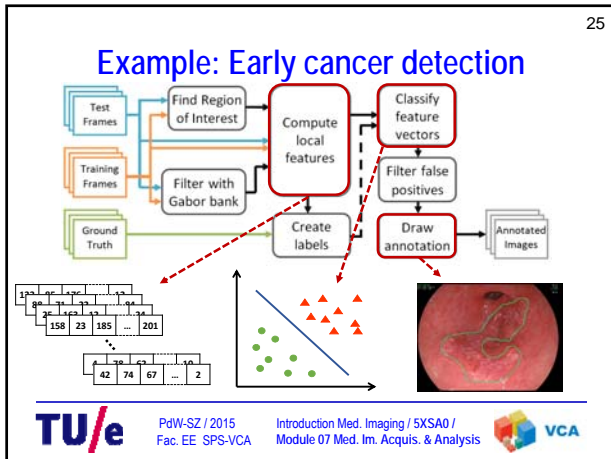 25
Example: Early cancer detection
Test
Frames
Find Region
of Interest
Compute
local
features
Classify
feature
vectors
Training
Frames
Filter with
Gabor bank
Filter false
positives
Ground
Truth
Create
labels
Draw
annotation
Annotated
Images
158 23 185 ... 201
42 74 67 ... 2
TU/e
PdW-SZ / 2015
Fac. EE SPS-VCA
Introduction Med. Imaging / 5XSA0 /
Module 07 Med. Im. Acquis. & Analysis
VCA